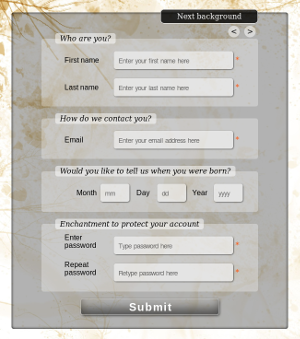 Next background
< >
Who are you?
First name Enter your first name here *
Last name Enter your last name here *
How do we contact you?
Email Enter your email address here *
Would you like to tell us when you were born?
Month mm Day dd Year yyyy
Enchantment to protect your account
Enter password Type password here *
Repeat password Retype password here *
Submit